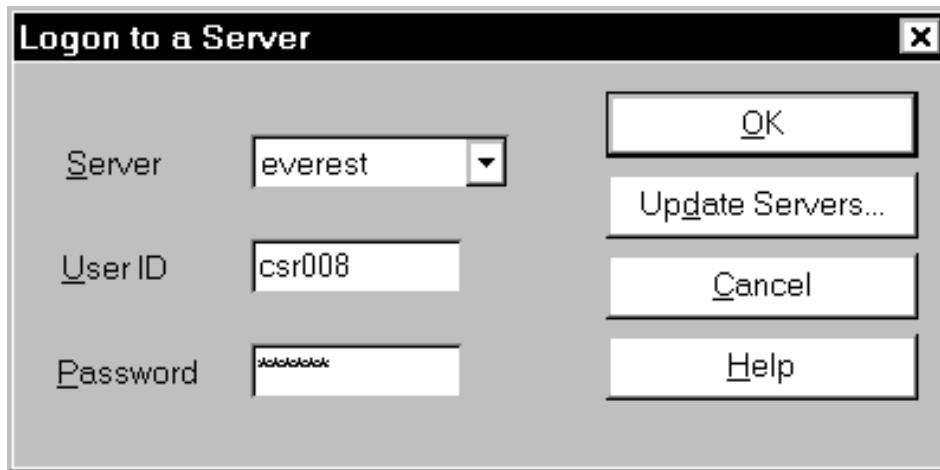 Logon to a Server
Server
everest
User ID
csr008
Password
*******
OK
Update Servers...
Cancel
Help